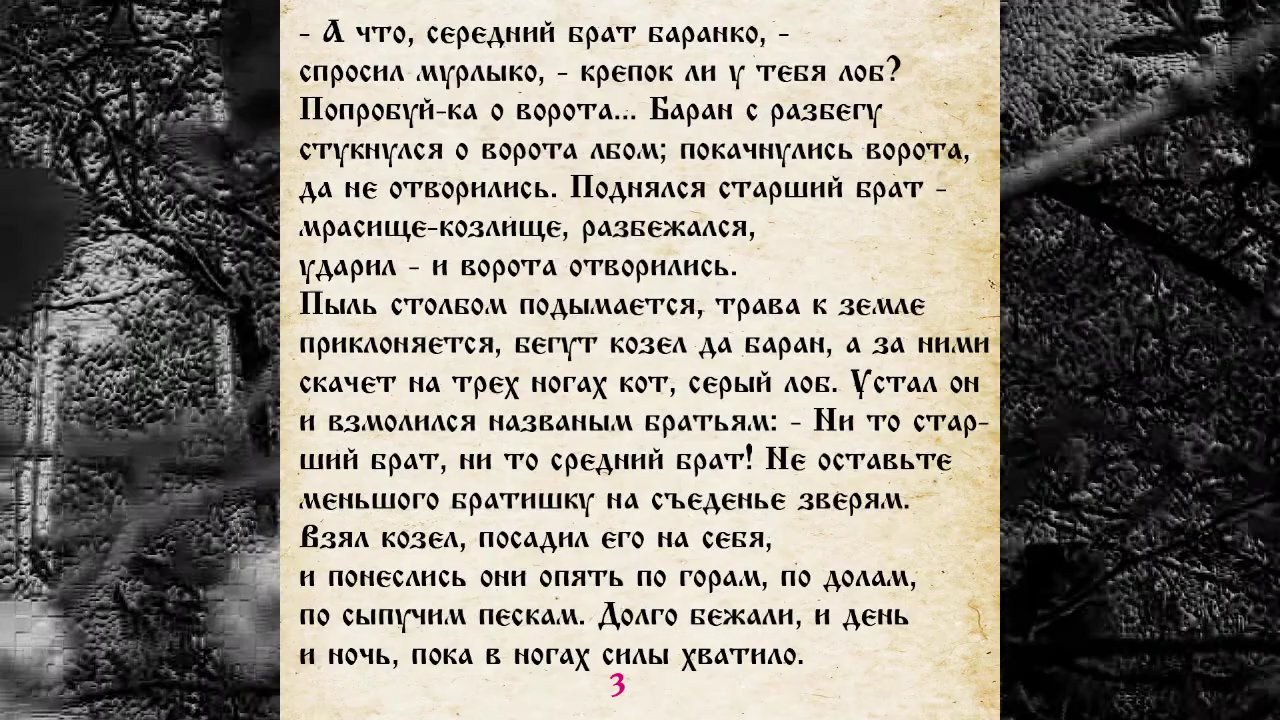 - А что, середний брат баранко, -
спросил мурлыко, - крепок ли у тебя лоб?
Попробуй-ка о ворота... Баран с разбегу
стукнулся о ворота лбом; покачнулись ворота,
да не отворились. Поднялся старший брат -
мрасище-козлище, разбежался,
ударил - и ворота отворились.
Пыль столбом подымается, трава к земле
приклоняется, бегут козел да баран, а за ними
скачет на трех ногах кот, серый лоб. Устал он
и взмолился названым братьям: - Ни то стар-
ший брат, ни то средний брат! Не оставьте
меньшого братишку на съеденье зверям.
Взял козел, посадил его на себя,
и понеслись они опять по горам, по долам,
по сыпучим пескам. Долго бежали, и день
и ночь, пока в ногах силы хватило.
3